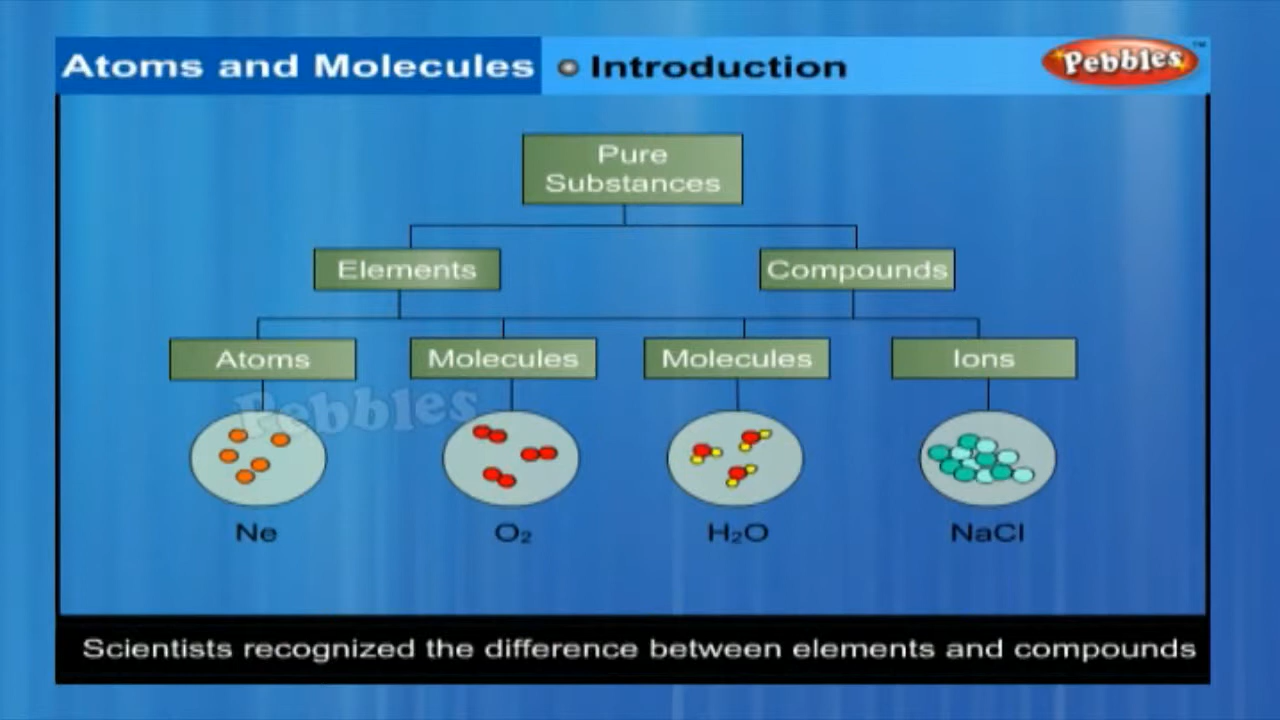 Atoms and Molecules
Introduction
Pebbles™
Pure
Substances
Elements
Compounds
Atoms
Molecules
Molecules
Ions
Pebbles
Ne
O₂
H₂O
NaCl
Scientists recognized the difference between elements and compounds